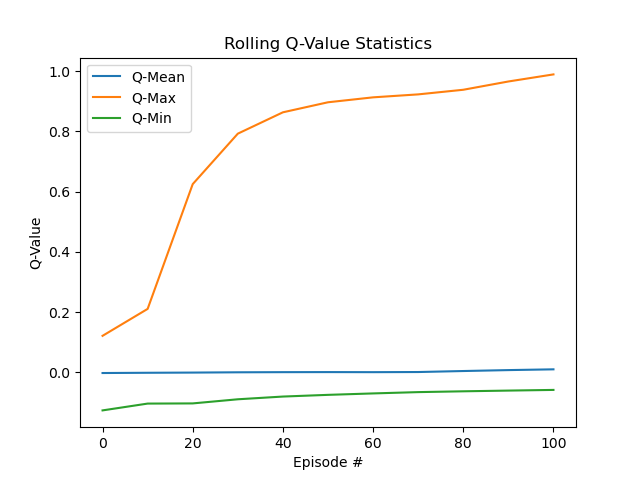 Rolling Q-Value Statistics
Q-Mean
Q-Max
Q-Min
Q-Value
1.0
0.8
0.6
0.4
0.2
0.0
0 20 40 60 80 100
Episode #